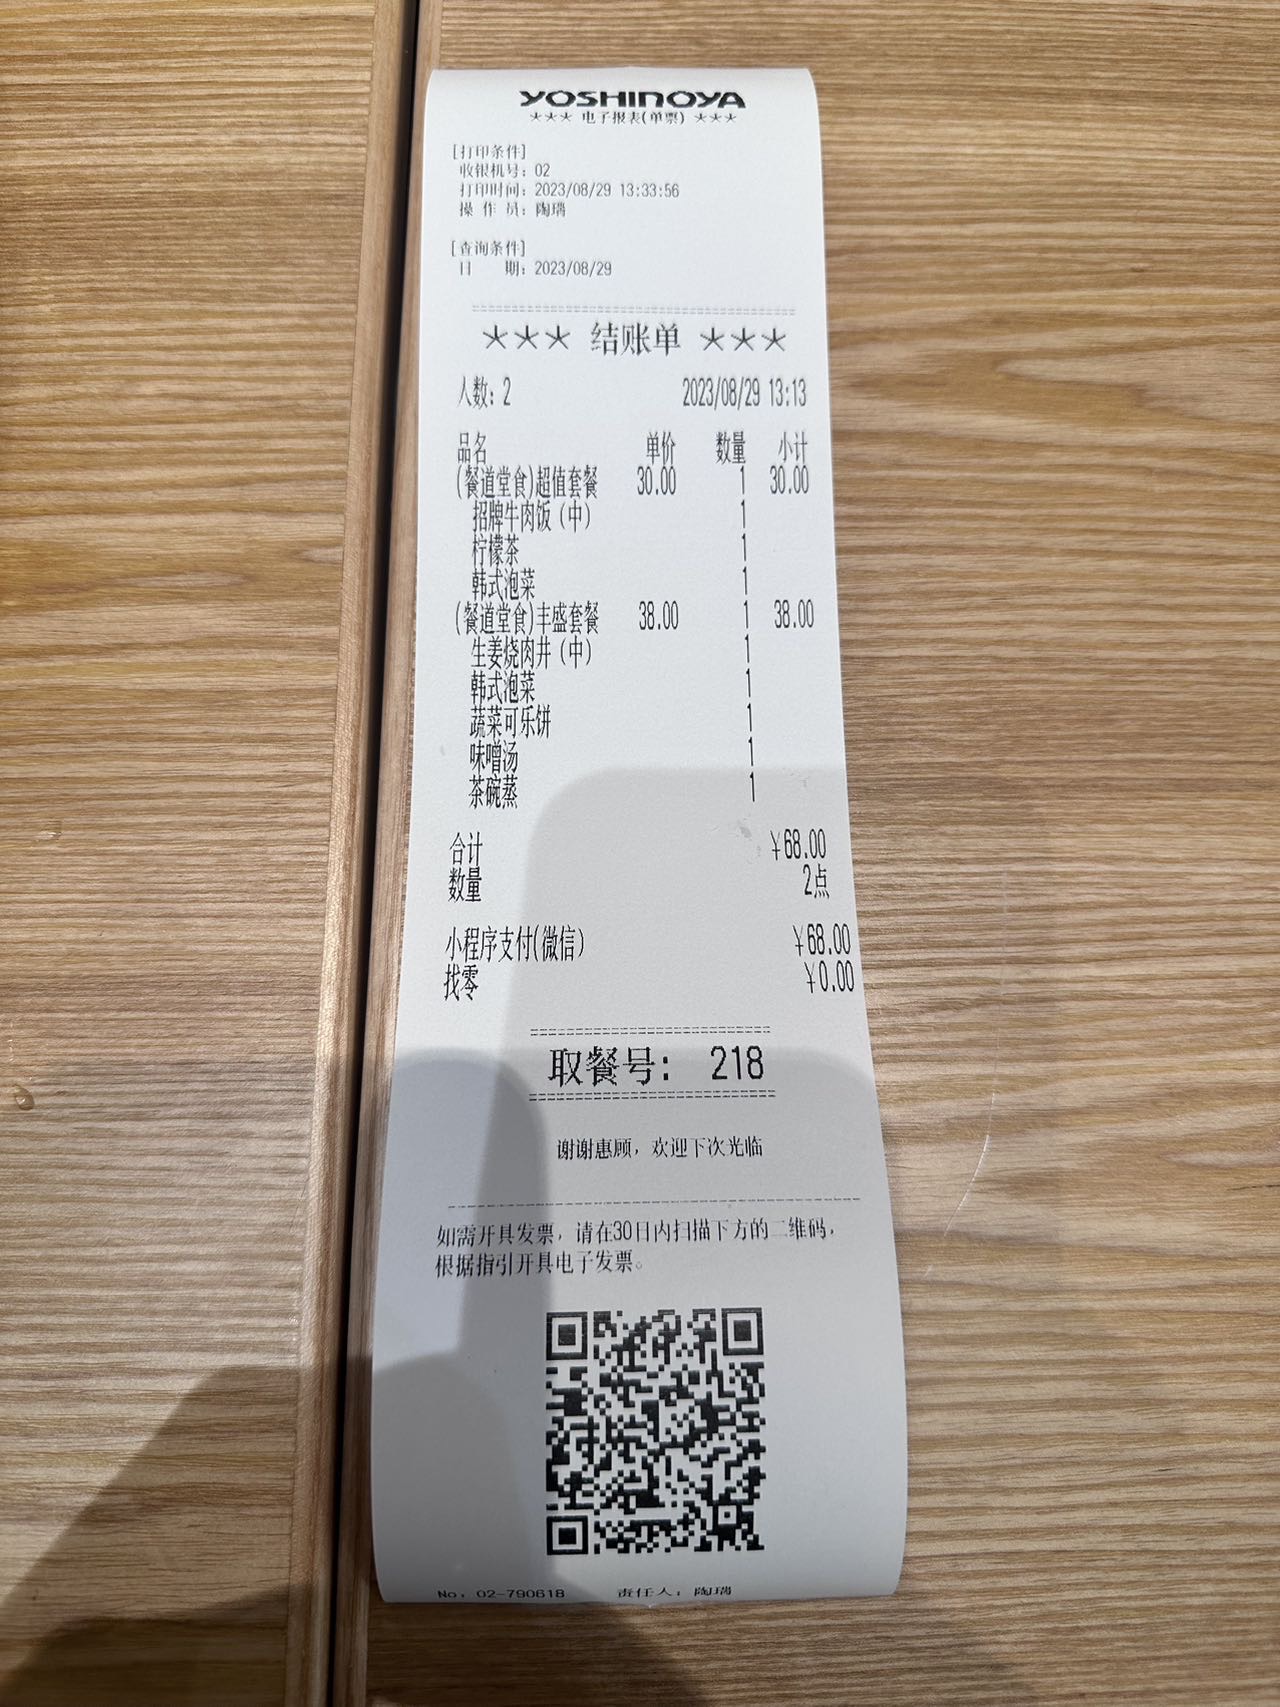 YOSHINOYA
*** 电子报表(单票) ***
[打印条件]
收银机号: 02
打印时间: 2023/08/29 13:33:56
操 作 员: 陶瑞
[查询条件]
日 期: 2023/08/29
*** 结账单 ***
人数: 2 2023/08/29 13:13
品名 单价 数量 小计
(餐道堂食)超值套餐 30.00 1 30.00
招牌牛肉饭（中） 1
柠檬茶 1
韩式泡菜 1
(餐道堂食)丰盛套餐 38.00 1 38.00
生姜烧肉井（中） 1
韩式泡菜 1
蔬菜可乐饼 1
味噌汤 1
茶碗蒸 1
合计 ¥68.00
数量 2点
小程序支付(微信) ¥68.00
找零 ¥0.00
取餐号: 218
谢谢惠顾，欢迎下次光临
如需开具发票，请在30日内扫描下方的二维码，
根据指引开具电子发票。
No. 02-790618 责任人: 陶瑞